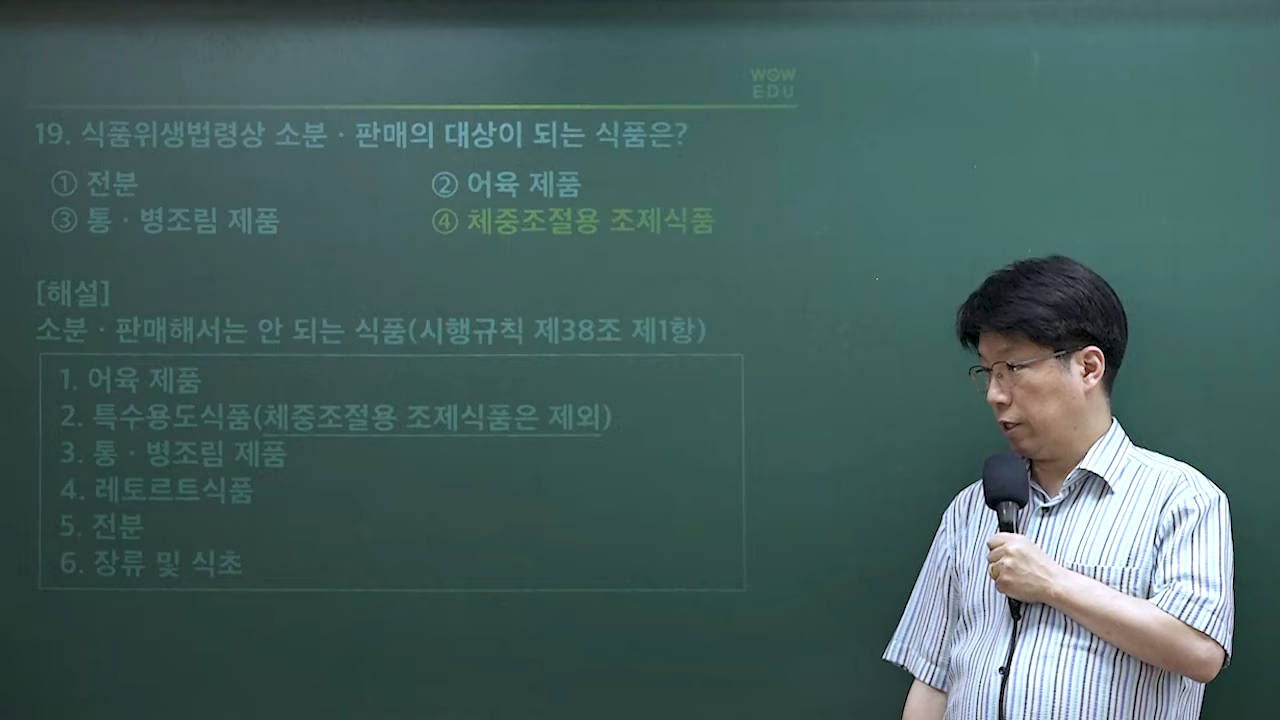 WOW
EDU
19. 식품위생법령상 소분 · 판매의 대상이 되는 식품은?
① 전분 ② 어육 제품
③ 통 · 병조림 제품 ④ 체중조절용 조제식품
[해설]
소분 · 판매해서는 안 되는 식품(시행규칙 제38조 제1항)
1. 어육 제품
2. 특수용도식품(체중조절용 조제식품은 제외)
3. 통 · 병조림 제품
4. 레토르트식품
5. 전분
6. 장류 및 식초